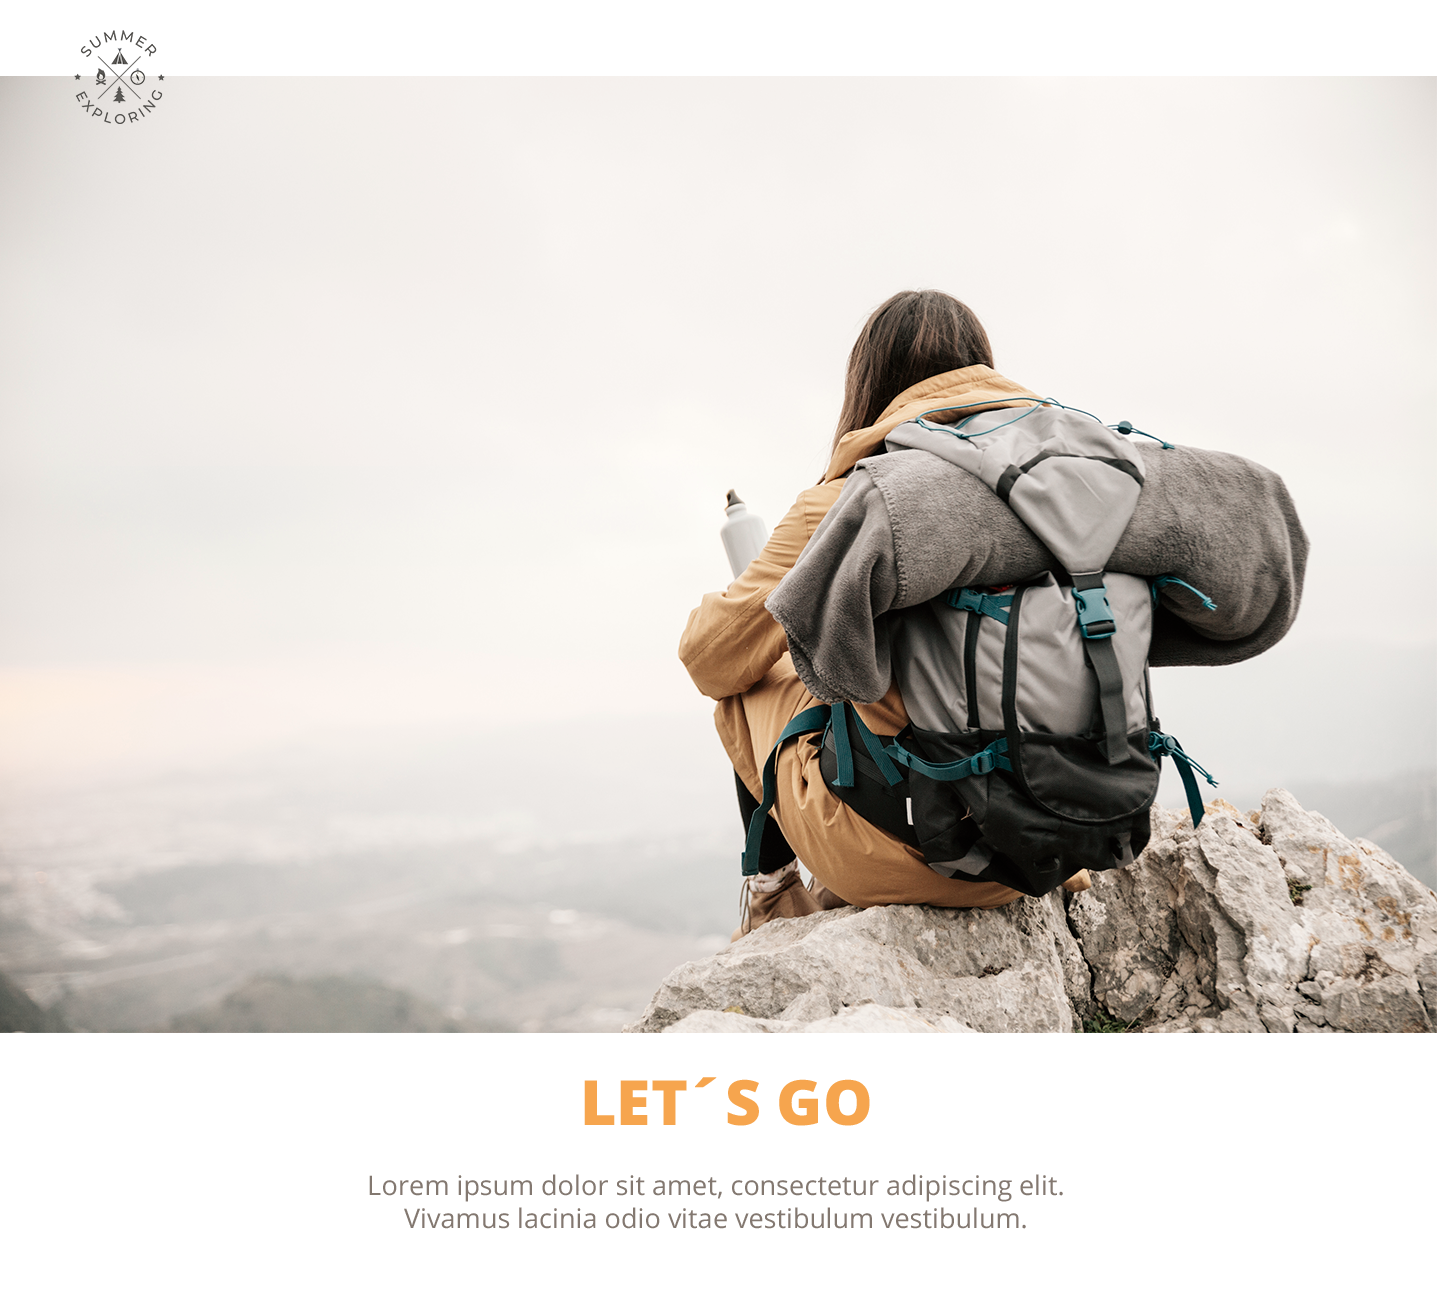 SUMMER
EXPLORING
LET´S GO
Lorem ipsum dolor sit amet, consectetur adipiscing elit.
Vivamus lacinia odio vitae vestibulum vestibulum.